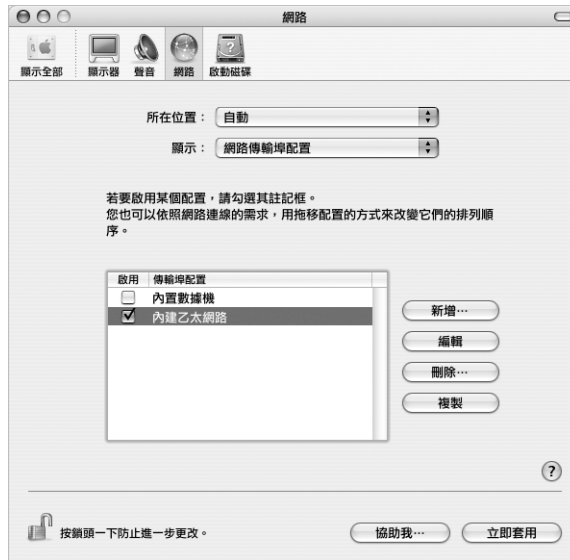 網路
顯示全部
顯示器
聲音
網路
啟動磁碟
所在位置：
自動
顯示：
網路傳輸埠配置
若要啟用某個配置，請勾選其註記框。
您也可以依照網路連線的需求，用拖移配置的方式來改變它們的排列順
序。
啟用
傳輸埠配置
內置數據機
內建乙太網路
新增…
編輯
刪除…
複製
?
按鎖頭一下防止進一步更改。
協助我…
立即套用